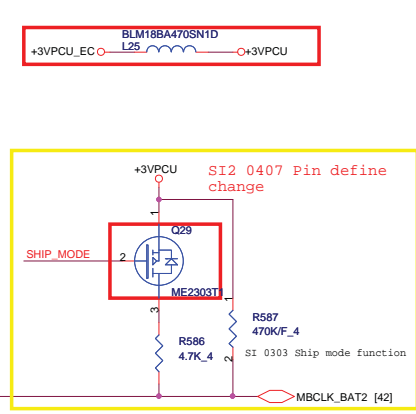 BLM18BA470SN1D
+3VPCU_EC L25 +3VPCU
+3VPCU
SI2 0407 Pin define
change
1
Q29
SHIP_MODE 2
ME2303T1
3
1
R587
470K/F_4
R586
4.7K_4
2
SI 0303 Ship mode function
MBCLK_BAT2 [42]